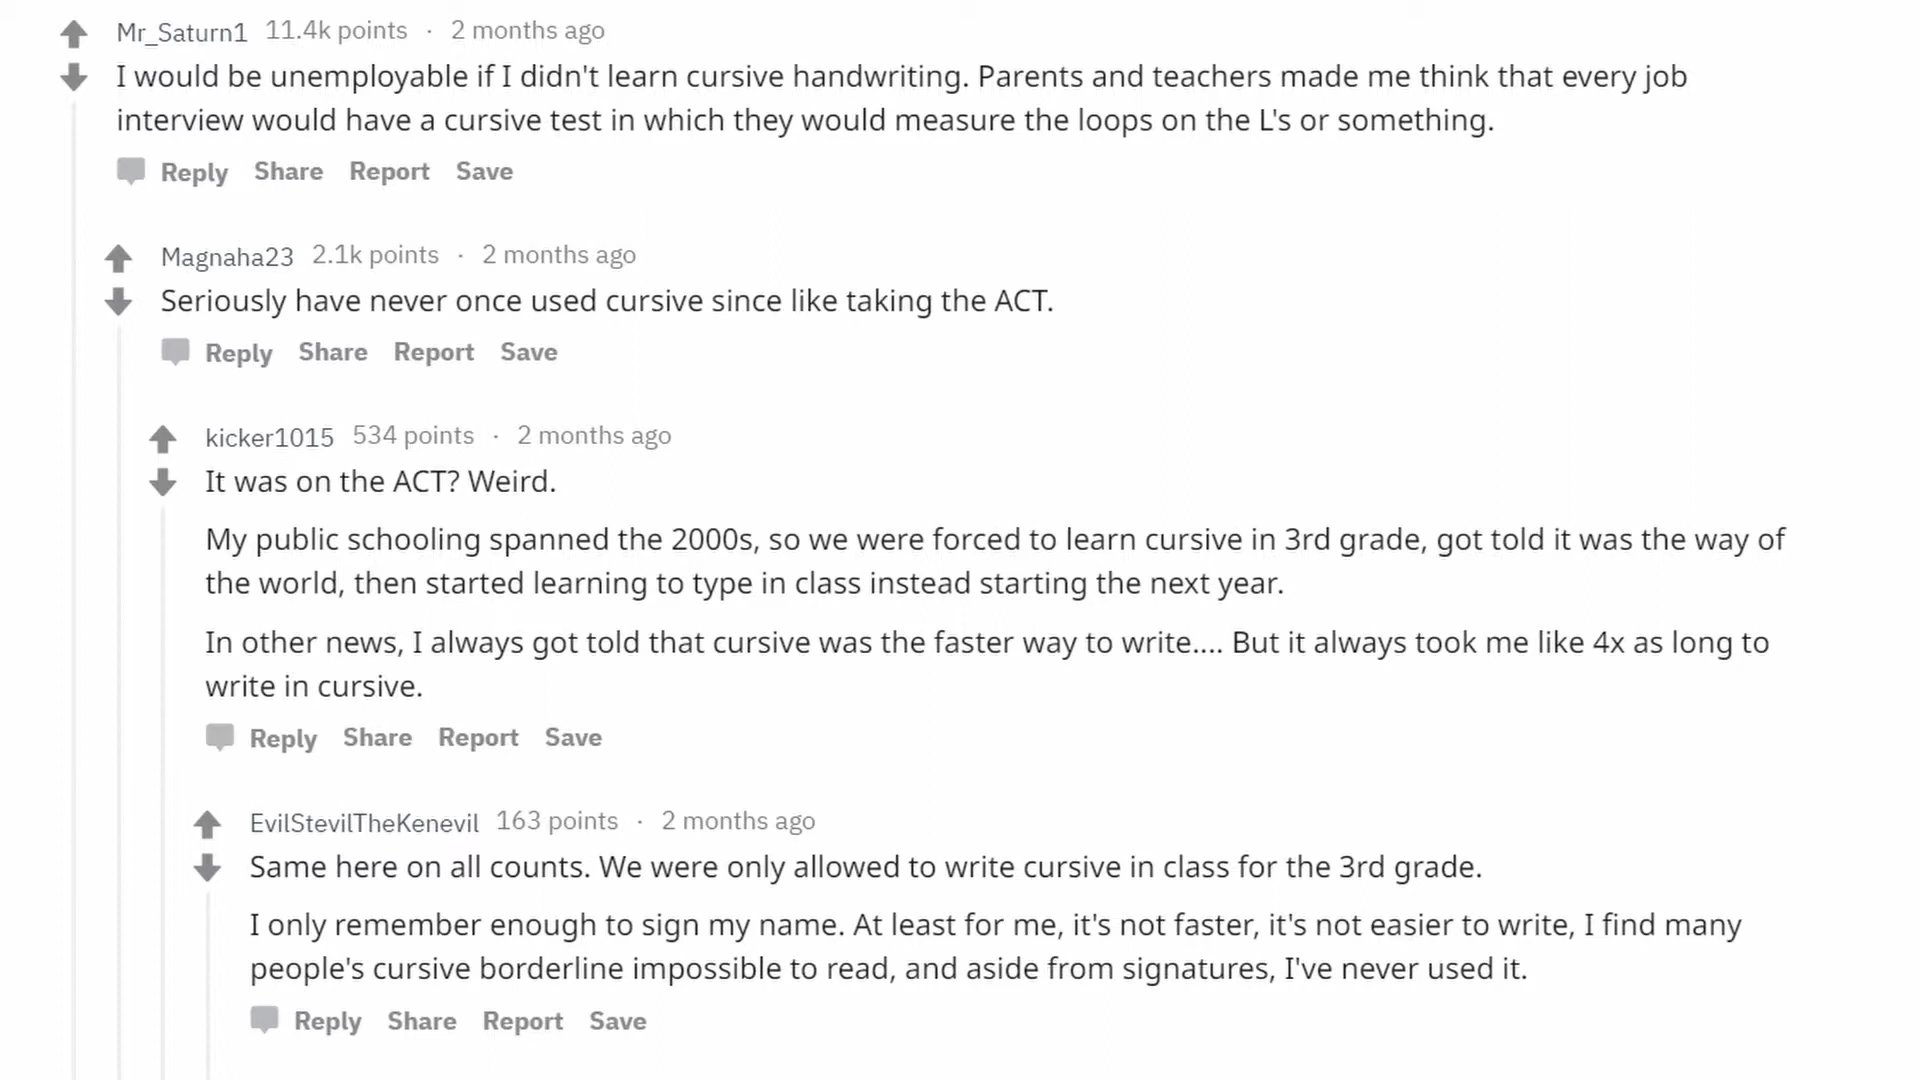 Mr_Saturn1 11.4k points · 2 months ago
I would be unemployable if I didn't learn cursive handwriting. Parents and teachers made me think that every job
interview would have a cursive test in which they would measure the loops on the L's or something.
Reply Share Report Save
Magnaha23 2.1k points · 2 months ago
Seriously have never once used cursive since like taking the ACT.
Reply Share Report Save
kicker1015 534 points · 2 months ago
It was on the ACT? Weird.
My public schooling spanned the 2000s, so we were forced to learn cursive in 3rd grade, got told it was the way of
the world, then started learning to type in class instead starting the next year.
In other news, I always got told that cursive was the faster way to write.... But it always took me like 4x as long to
write in cursive.
Reply Share Report Save
EvilStevilTheKenevil 163 points · 2 months ago
Same here on all counts. We were only allowed to write cursive in class for the 3rd grade.
I only remember enough to sign my name. At least for me, it's not faster, it's not easier to write, I find many
people's cursive borderline impossible to read, and aside from signatures, I've never used it.
Reply Share Report Save